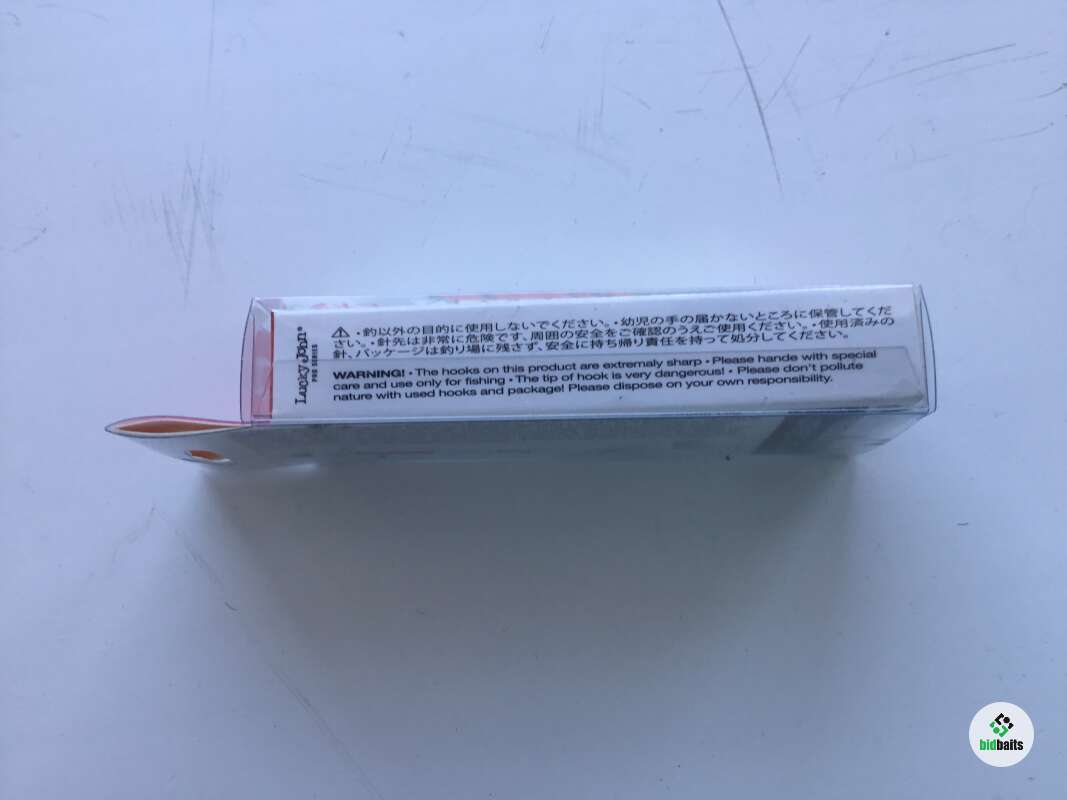 Lucky John®
PRO SERIES
⚠ ・釣以外の目的に使用しないでください。・幼児の手の届かないところに保管してくだ
さい。・針先は非常に危険です、周囲の安全をご確認のうえご使用ください。・使用済みの
針、パッケージは釣り場に残さず、安全に持ち帰り責任を持って処分してください。
WARNING! • The hooks on this product are extremaly sharp • Please hande with special
care and use only for fishing • The tip of hook is very dangerous! • Please don't pollute
nature with used hooks and package! Please dispose on your own responsibility.
bidbaits